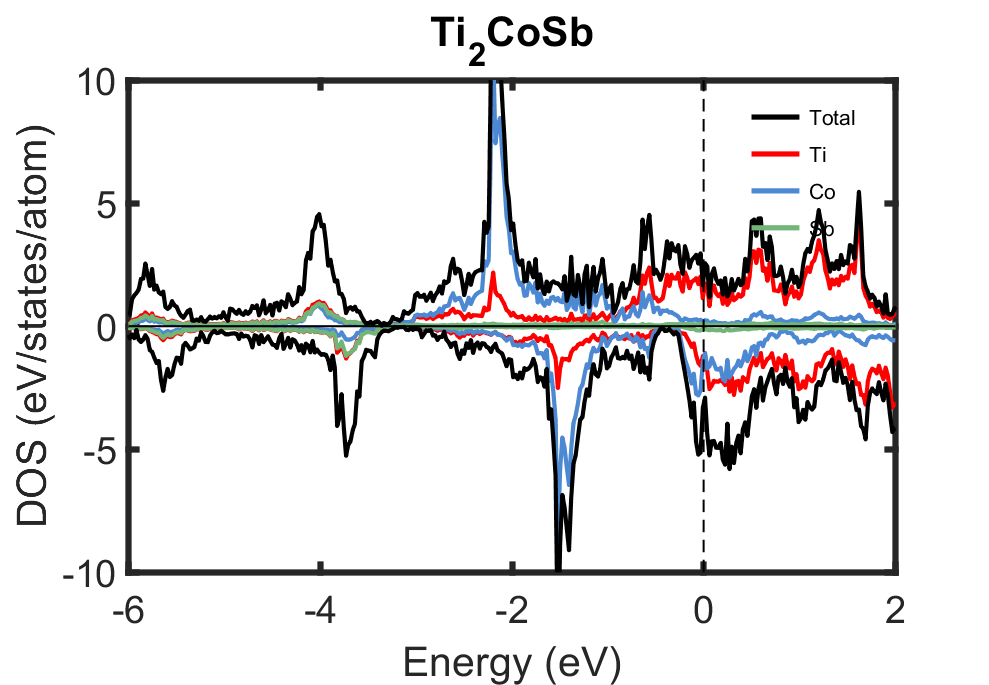 Ti2CoSb
10
5
0
-5
-10
DOS (eV/states/atom)
Total
Ti
Co
Sb
-6 -4 -2 0 2
Energy (eV)